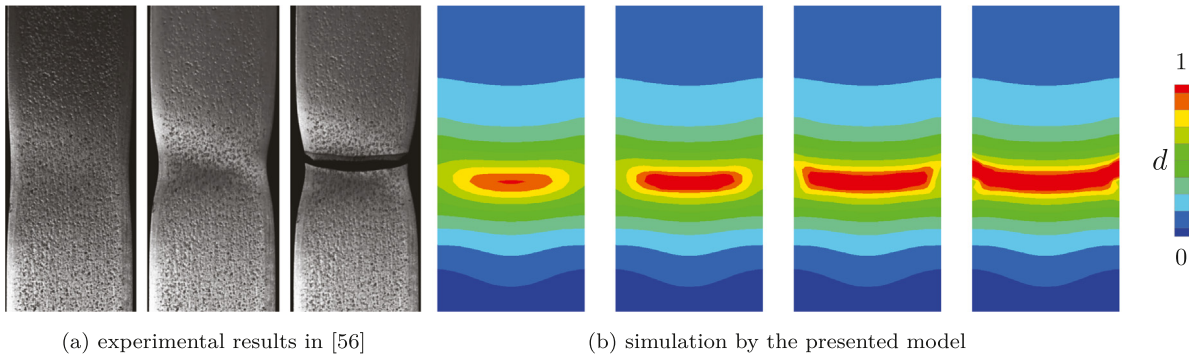 1
d
0
(a) experimental results in [56]
(b) simulation by the presented model